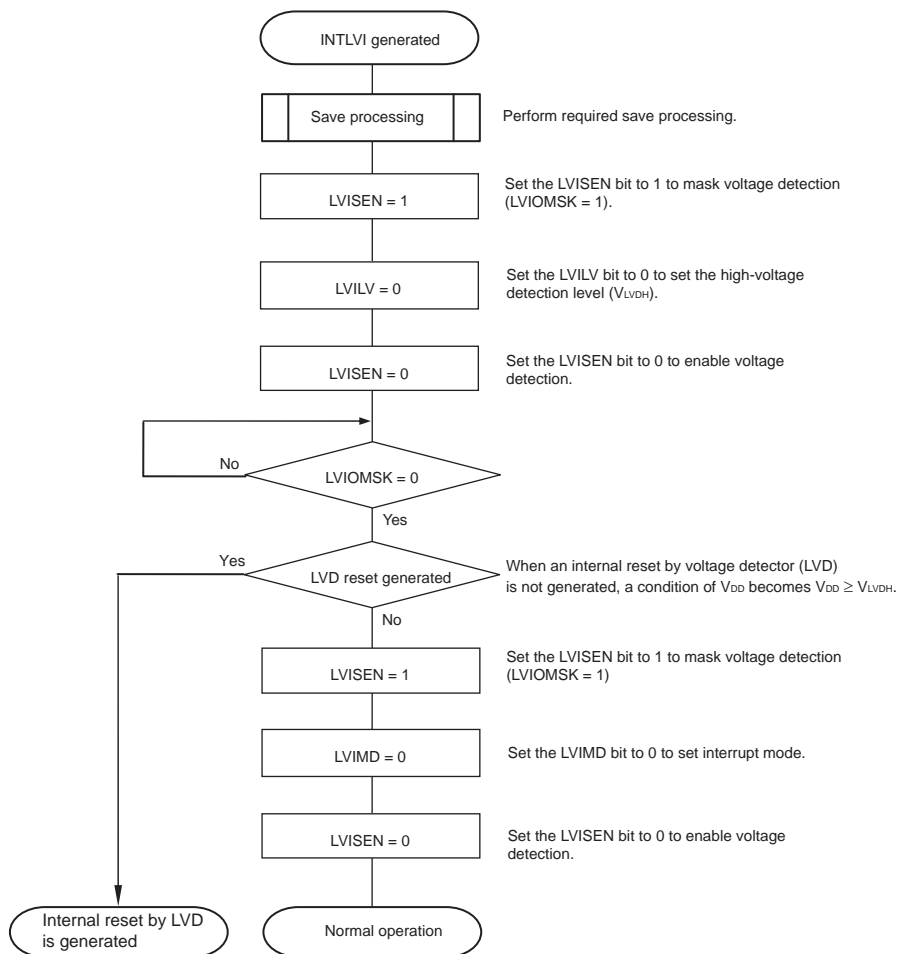 INTLVI generated
Save processing
Perform required save processing.
LVISEN = 1
Set the LVISEN bit to 1 to mask voltage detection
(LVIOMSK = 1).
LVILV = 0
Set the LVILV bit to 0 to set the high-voltage
detection level (VLVDH).
LVISEN = 0
Set the LVISEN bit to 0 to enable voltage
detection.
No
LVIOMSK = 0
Yes
Yes
LVD reset generated
When an internal reset by voltage detector (LVD)
is not generated, a condition of VDD becomes VDD ≥ VLVDH.
No
LVISEN = 1
Set the LVISEN bit to 1 to mask voltage detection
(LVIOMSK = 1)
LVIMD = 0
Set the LVIMD bit to 0 to set interrupt mode.
LVISEN = 0
Set the LVISEN bit to 0 to enable voltage
detection.
Internal reset by LVD
is generated
Normal operation